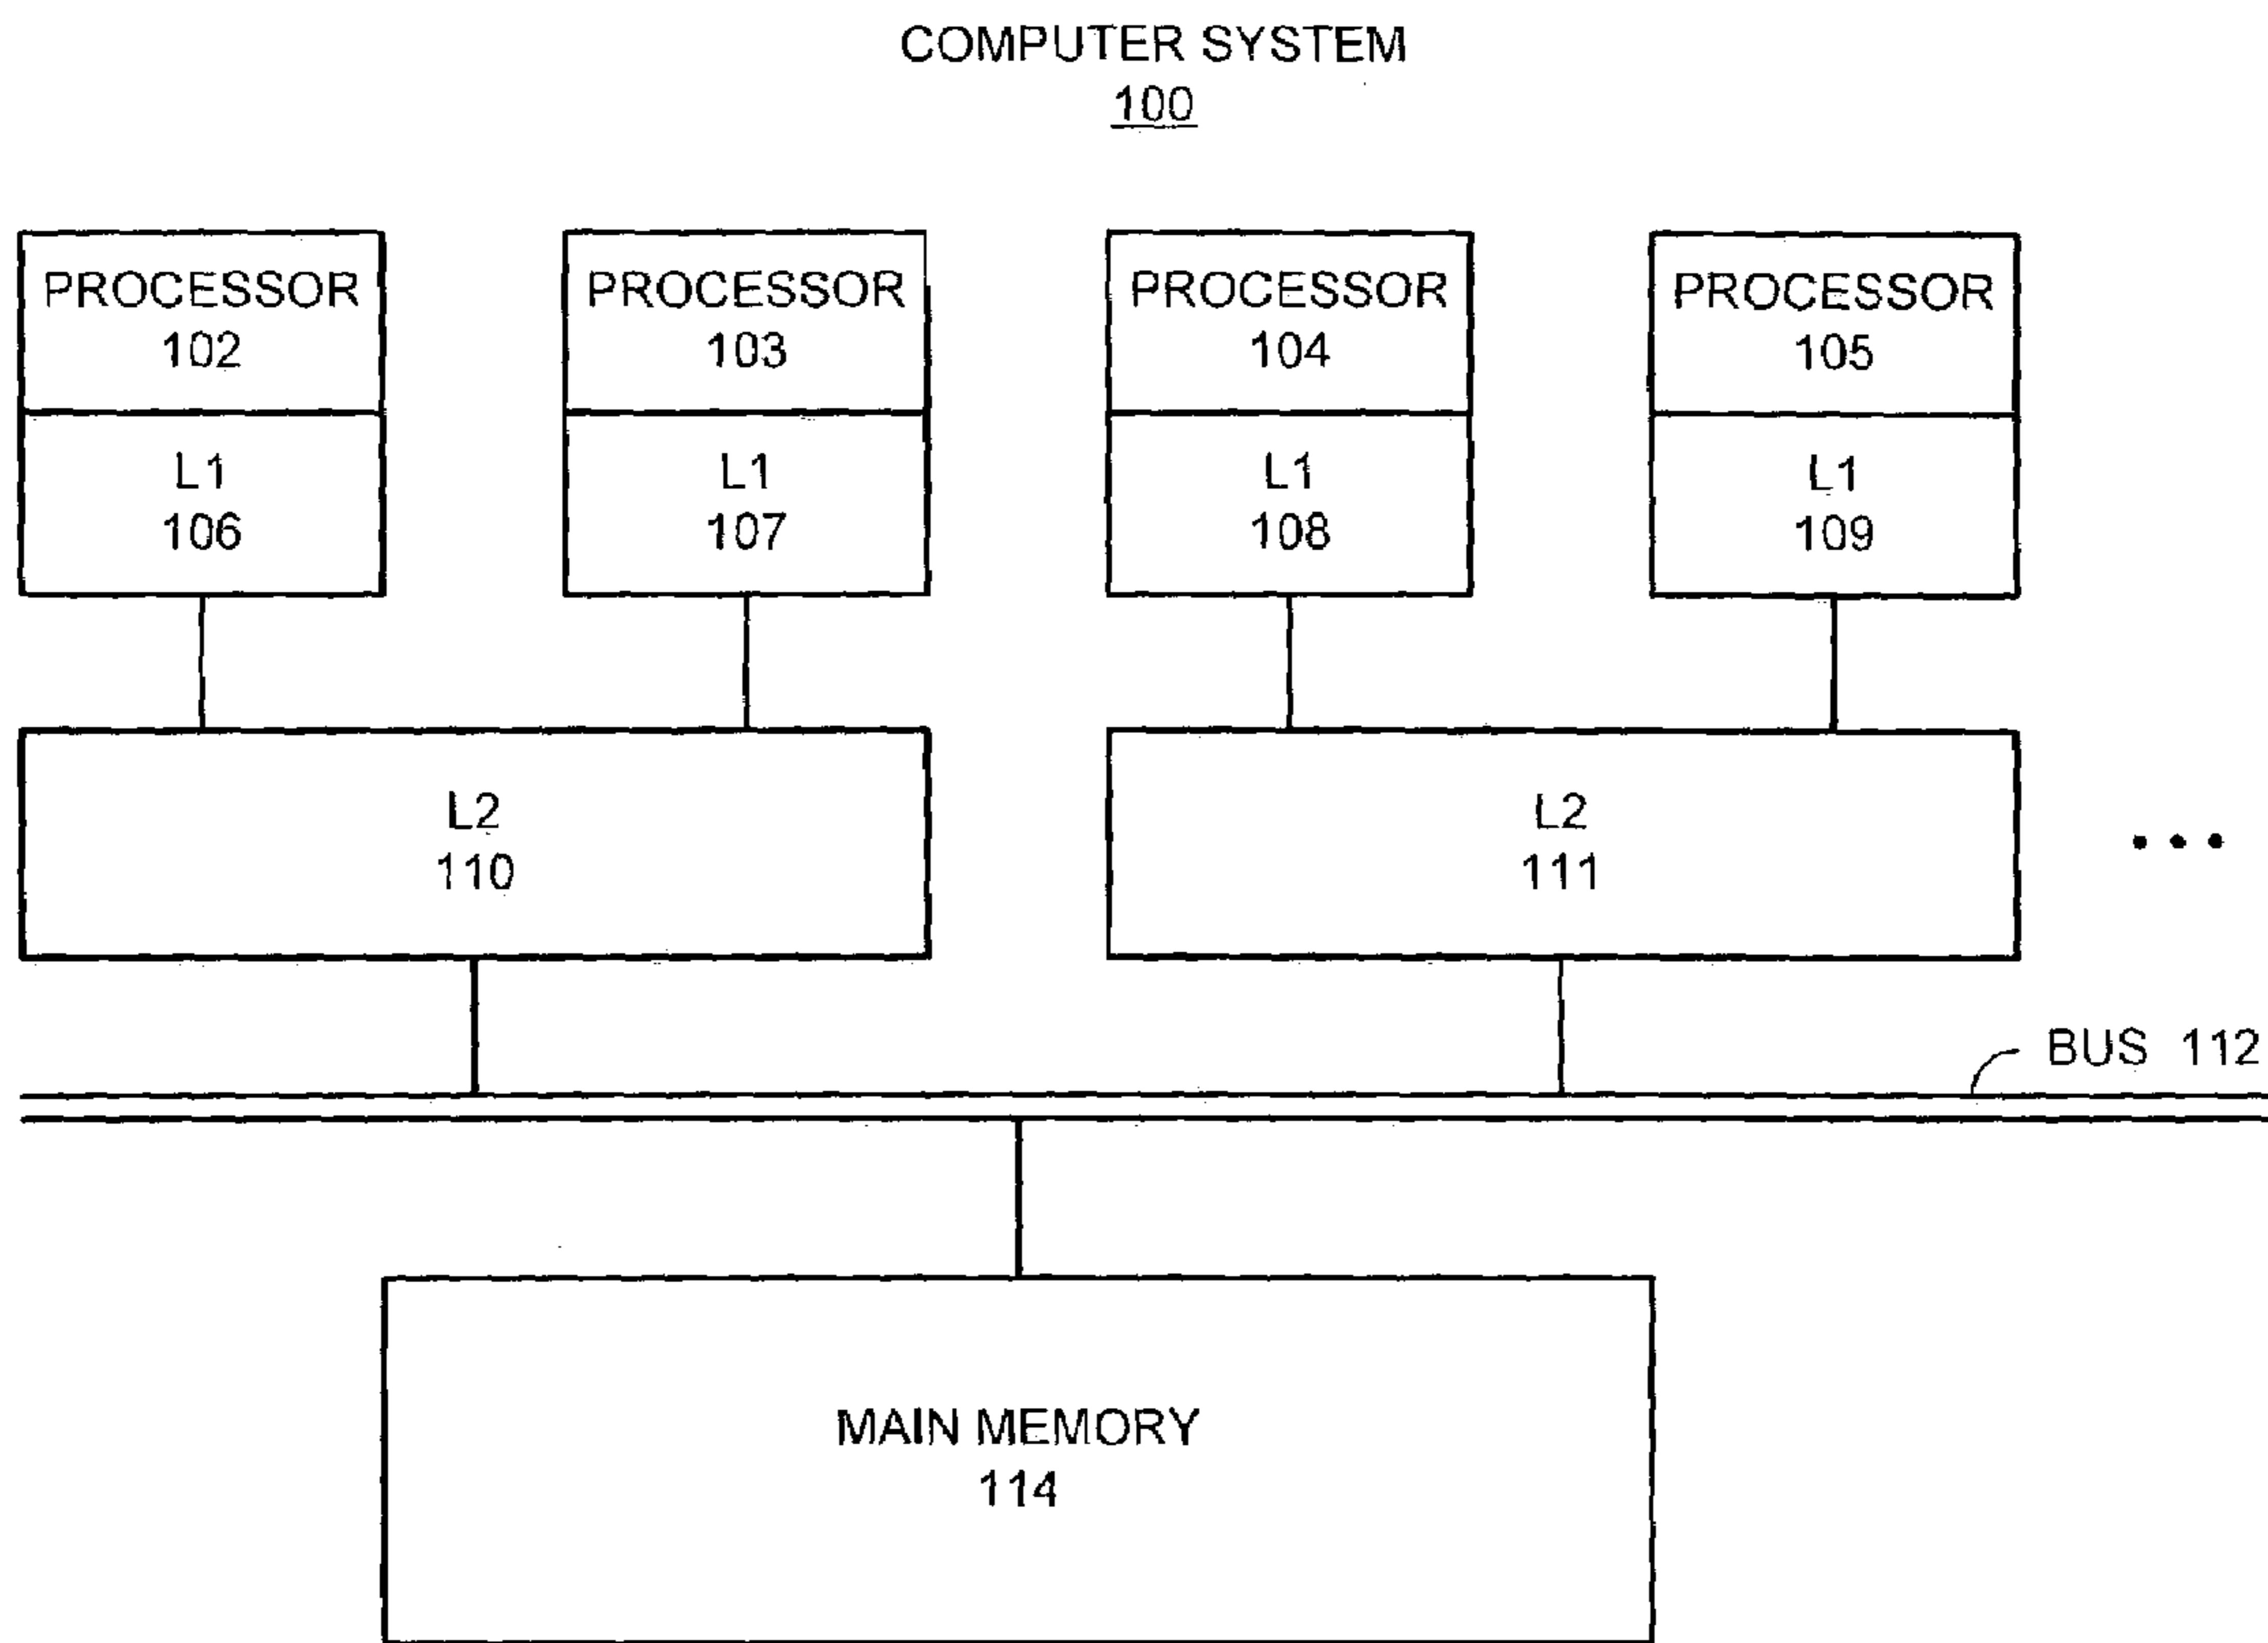 COMPUTER SYSTEM
100
PROCESSOR
102
PROCESSOR
103
PROCESSOR
104
PROCESSOR
105
L1
106
L1
107
L1
108
L1
109
L2
110
L2
111
BUS 112
MAIN MEMORY
114